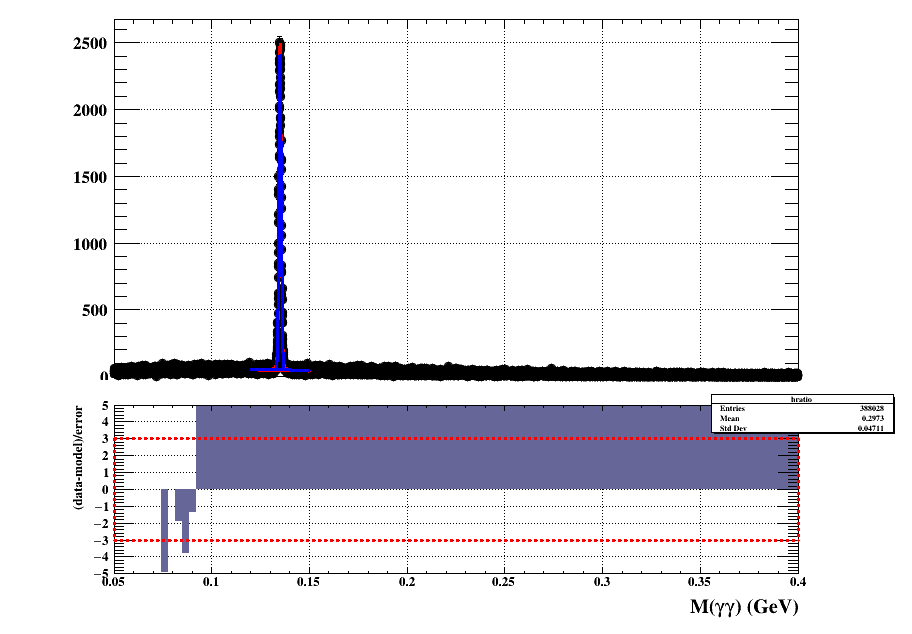 2500
2000
1500
1000
500
0
hratio
Entries 388028
Mean 0.2973
Std Dev 0.04711
(data-model)/error
5
4
3
2
1
0
−1
−2
−3
−4
−5
0.05 0.1 0.15 0.2 0.25 0.3 0.35 0.4
M(γγ) (GeV)